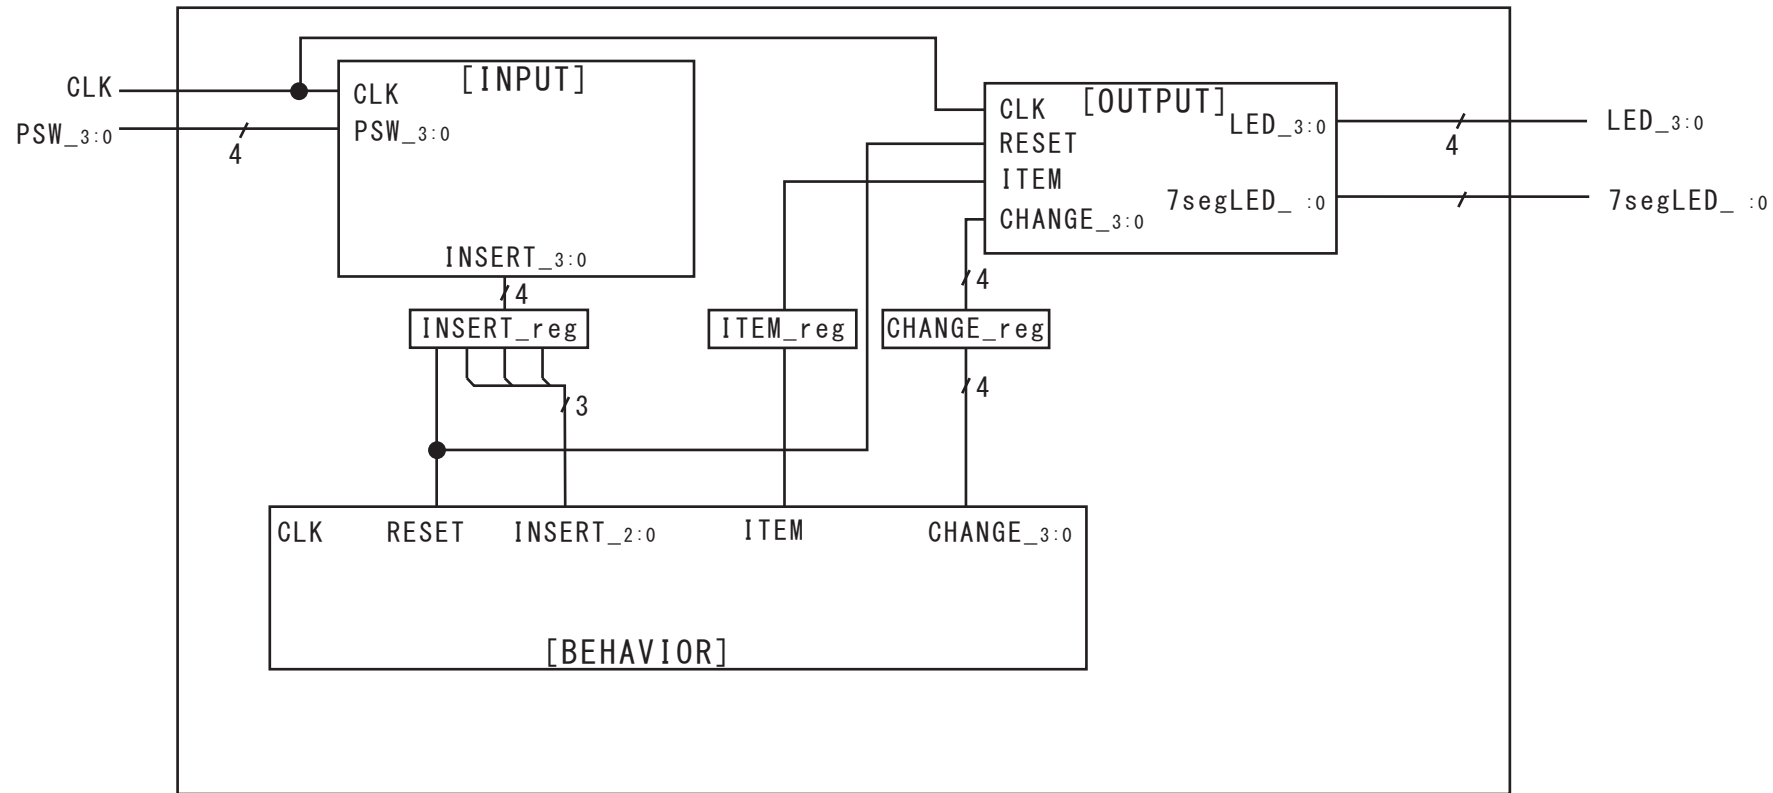 CLK
PSW_3:0
4
[INPUT]
CLK
PSW_3:0
INSERT_3:0
[OUTPUT]
CLK
RESET
ITEM
CHANGE_3:0
LED_3:0
7segLED_ :0
4
LED_3:0
7segLED_ :0
4
4
INSERT_reg
ITEM_reg
CHANGE_reg
3
4
CLK
RESET
INSERT_2:0
ITEM
CHANGE_3:0
[BEHAVIOR]